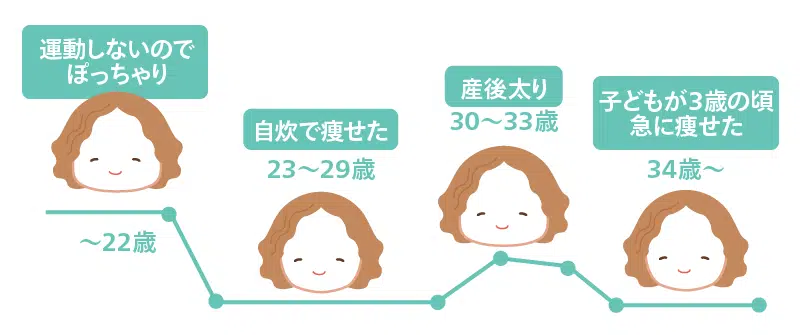 運動しないので
ぽっちゃり
～22歳
自炊で痩せた
23～29歳
産後太り
30～33歳
子どもが3歳の頃
急に痩せた
34歳～